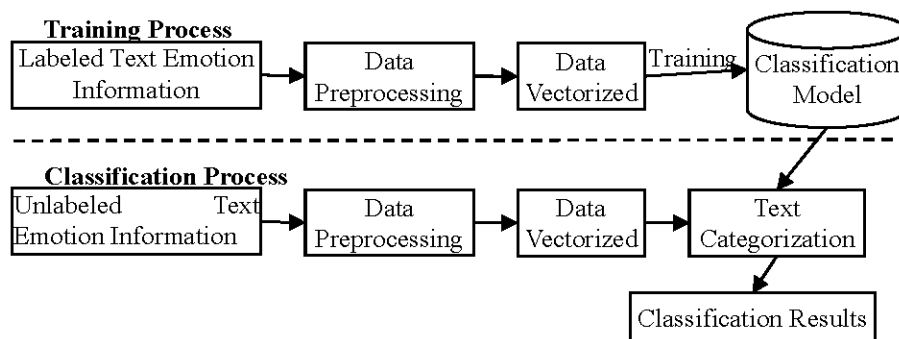 Training Process
Labeled Text Emotion
Information
Data
Preprocessing
Data
Vectorized
Training
Classification
Model
Classification Process
Unlabeled Text
Emotion Information
Data
Preprocessing
Data
Vectorized
Text
Categorization
Classification Results